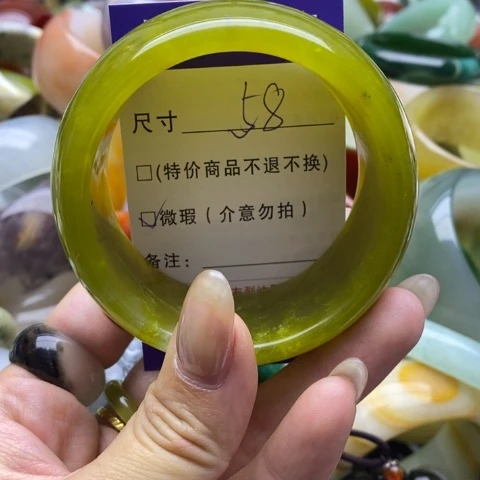 尺寸 58
□(特价商品不退不换)
☑微瑕（介意勿拍）
备注: